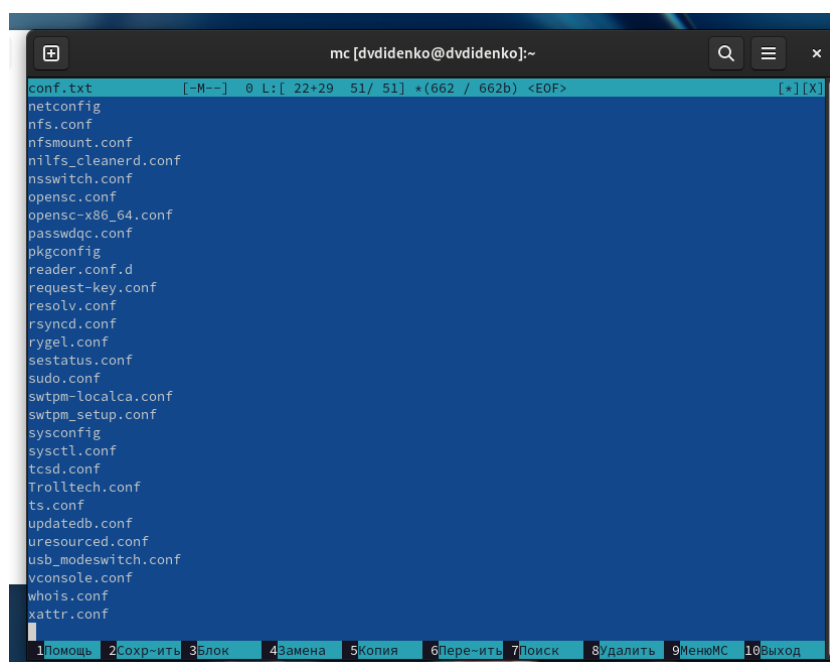 mc [dvdidenko@dvdidenko]:~
conf.txt [-M--] 0 L:[ 22+29 51/ 51] *(662 / 662b) <EOF> [*][X]
netconfig
nfs.conf
nfsmount.conf
nilfs_cleanerd.conf
nsswitch.conf
opensc.conf
opensc-x86_64.conf
passwdqc.conf
pkgconfig
reader.conf.d
request-key.conf
resolv.conf
rsyncd.conf
rygel.conf
sestatus.conf
sudo.conf
swtpm-localca.conf
swtpm_setup.conf
sysconfig
sysctl.conf
tcsd.conf
Trolltech.conf
ts.conf
updatedb.conf
uresourced.conf
usb_modeswitch.conf
vconsole.conf
whois.conf
xattr.conf
1Помощь 2Сохр~ить 3Блок 4Замена 5Копия 6Пере~ить 7Поиск 8Удалить 9МенюMC 10Выход